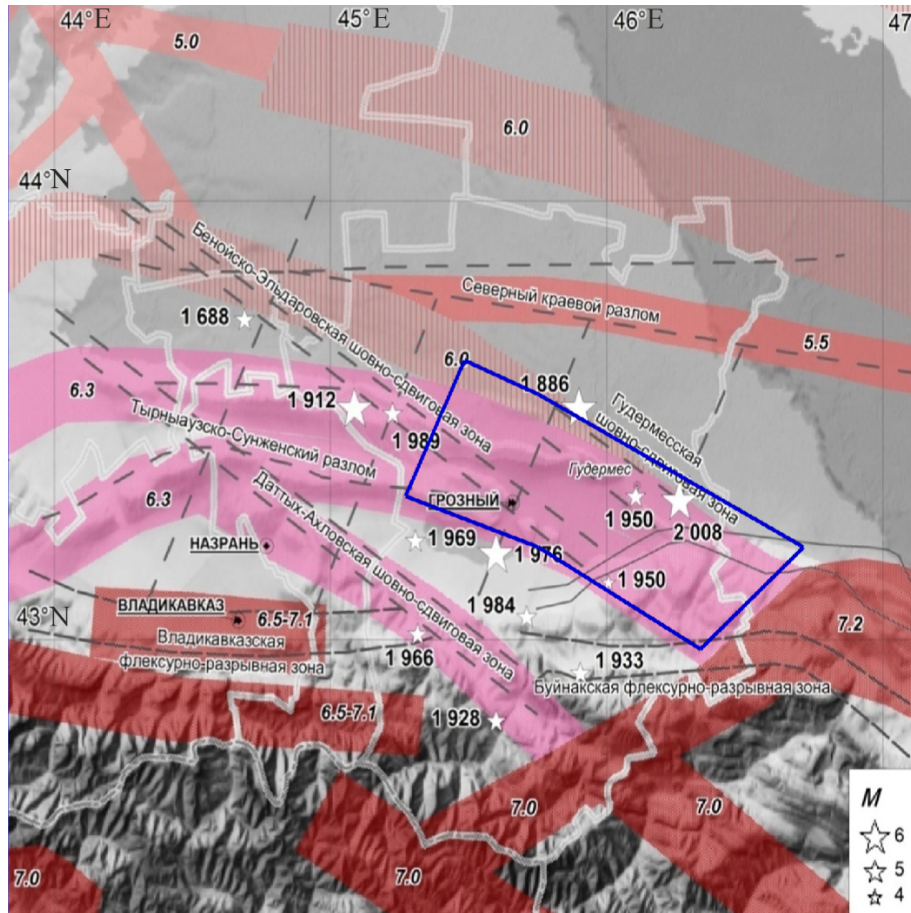 44°E
45°E
46°E
47
5.0
6.0
44°N
Бенойско-Эльдаровская шовно-сдвиговая зона
Северный краевой разлом
1 688
5.5
6.0
6.3
1 912
1 886
Гудермесская
шовно-сдвиговая зона
1 989
Тырныаузско-Сунженский разлом
Гудермес
6.3
Даттых-Ахловская шовно-сдвиговая зона
ГРОЗНЫЙ
1 950
2 008
НАЗРАНЬ
1 969
1 976
1 950
43°N
ВЛАДИКАВКАЗ
6.5-7.1
1 984
7.2
Владикавказская
флексурно-разрывная зона
1 966
1 933
Буйнакская флексурно-разрывная зона
6.5-7.1
1 928
7.0
7.0
7.0
7.0
M
6
5
4